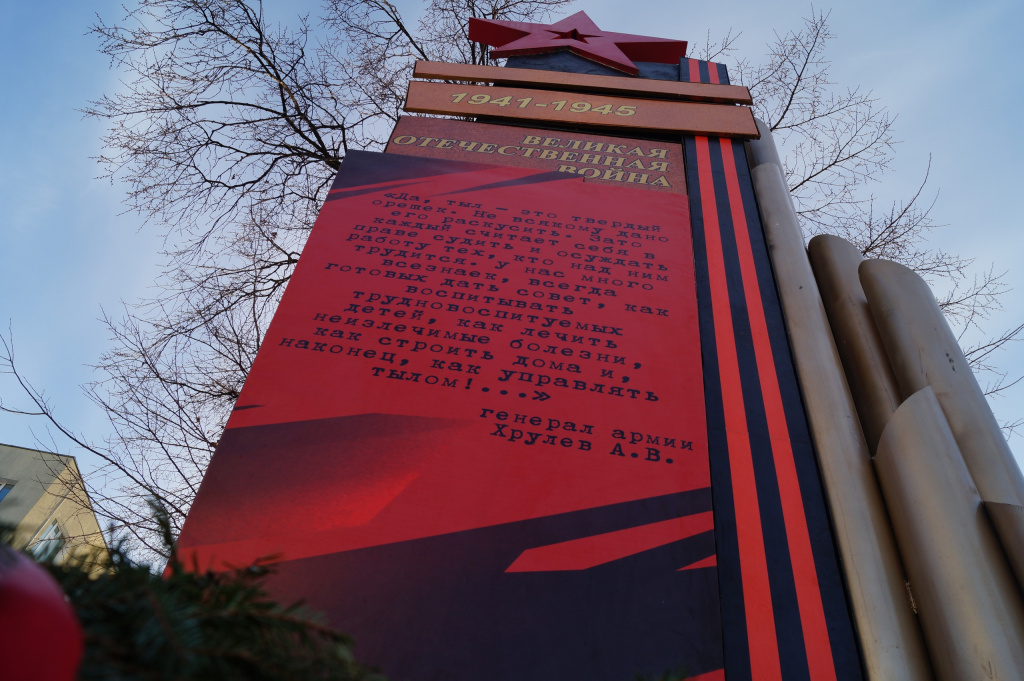 1941-1945
ВЕЛИКАЯ
ОТЕЧЕСТВЕННАЯ
ВОЙНА
«Да, тыл – это твердый
орешек. Не всякому дано
его раскусить. Зато
каждый считает себя в
праве судить и осуждать
работу тех, кто над ним
трудится. У нас много
всезнаек, всегда
готовых дать совет, как
воспитывать
трудновоспитуемых
детей, как лечить
неизлечимые болезни,
как строить дома и,
наконец, как управлять
тылом!...»
генерал армии
Хрулев А.В.